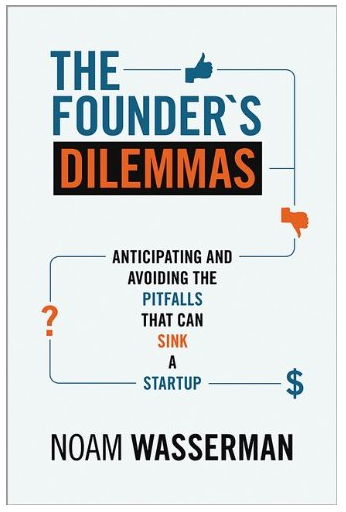 THE
FOUNDER`S
DILEMMAS
ANTICIPATING AND
AVOIDING THE
PITFALLS
THAT CAN
SINK
A
STARTUP
?
$
NOAM WASSERMAN